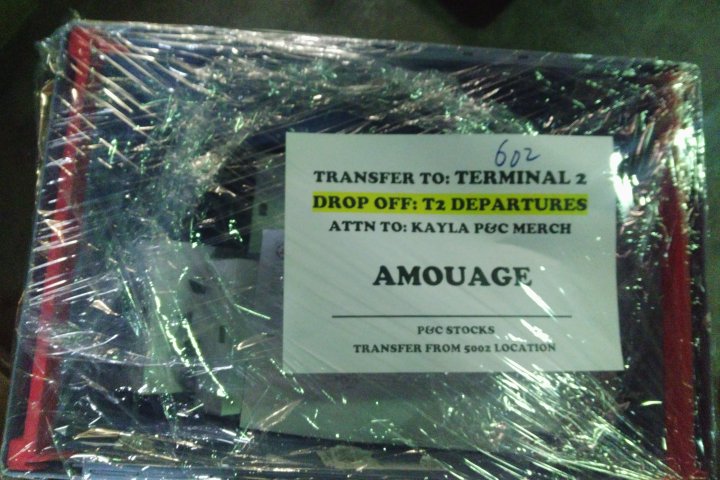 602
TRANSFER TO: TERMINAL 2
DROP OFF: T2 DEPARTURES
ATTN TO: KAYLA P&C MERCH
AMOUAGE
P&C STOCKS
TRANSFER FROM 5002 LOCATION